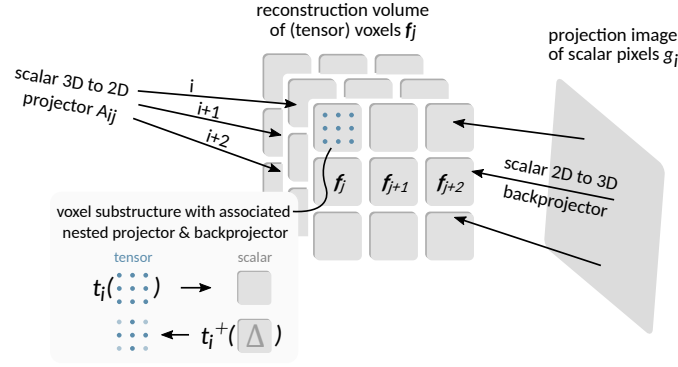 reconstruction volume
of (tensor) voxels fj
projection image
of scalar pixels gi
scalar 3D to 2D
projector Aij
i
i+1
i+2
scalar 2D to 3D
backprojector
fj
fj+1
fj+2
voxel substructure with associated
nested projector & backprojector
tensor
scalar
ti( )
ti+( Δ )